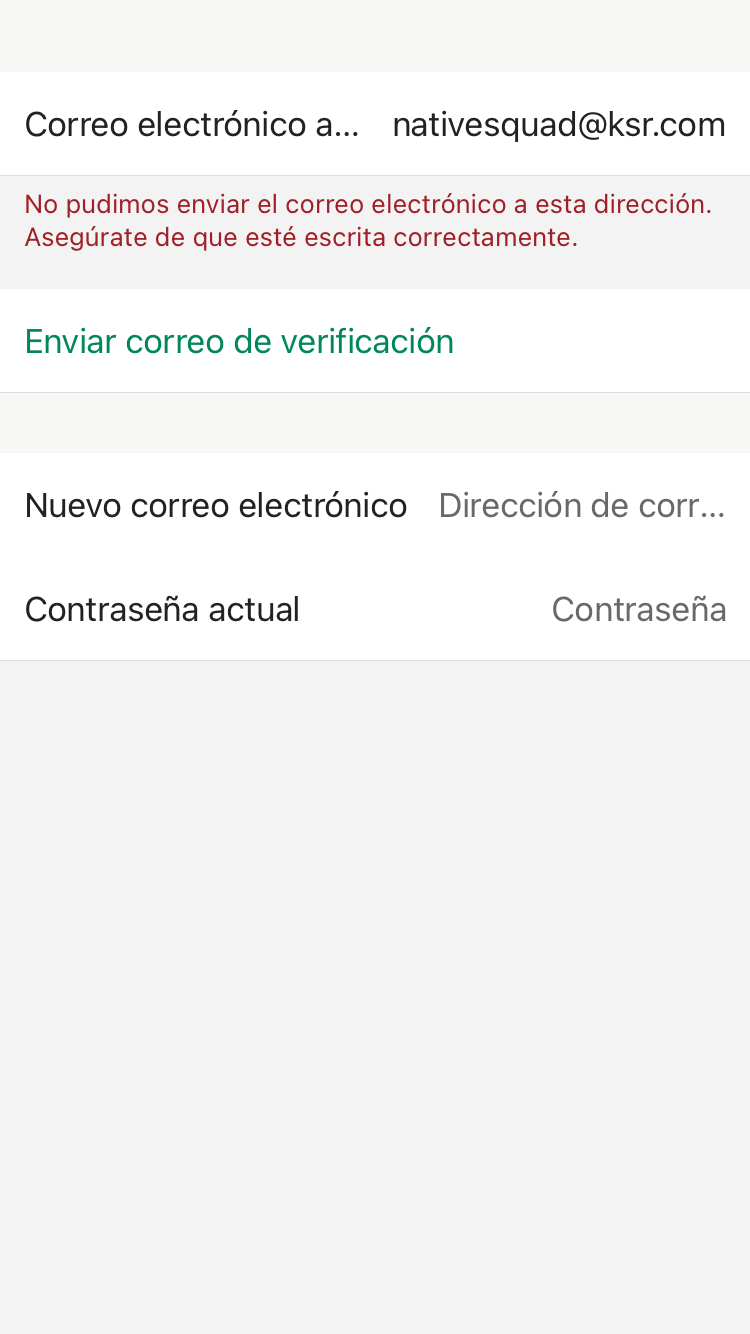 Correo electrónico a... nativesquad@ksr.com
No pudimos enviar el correo electrónico a esta dirección.
Asegúrate de que esté escrita correctamente.
Enviar correo de verificación
Nuevo correo electrónico Dirección de corr...
Contraseña actual Contraseña